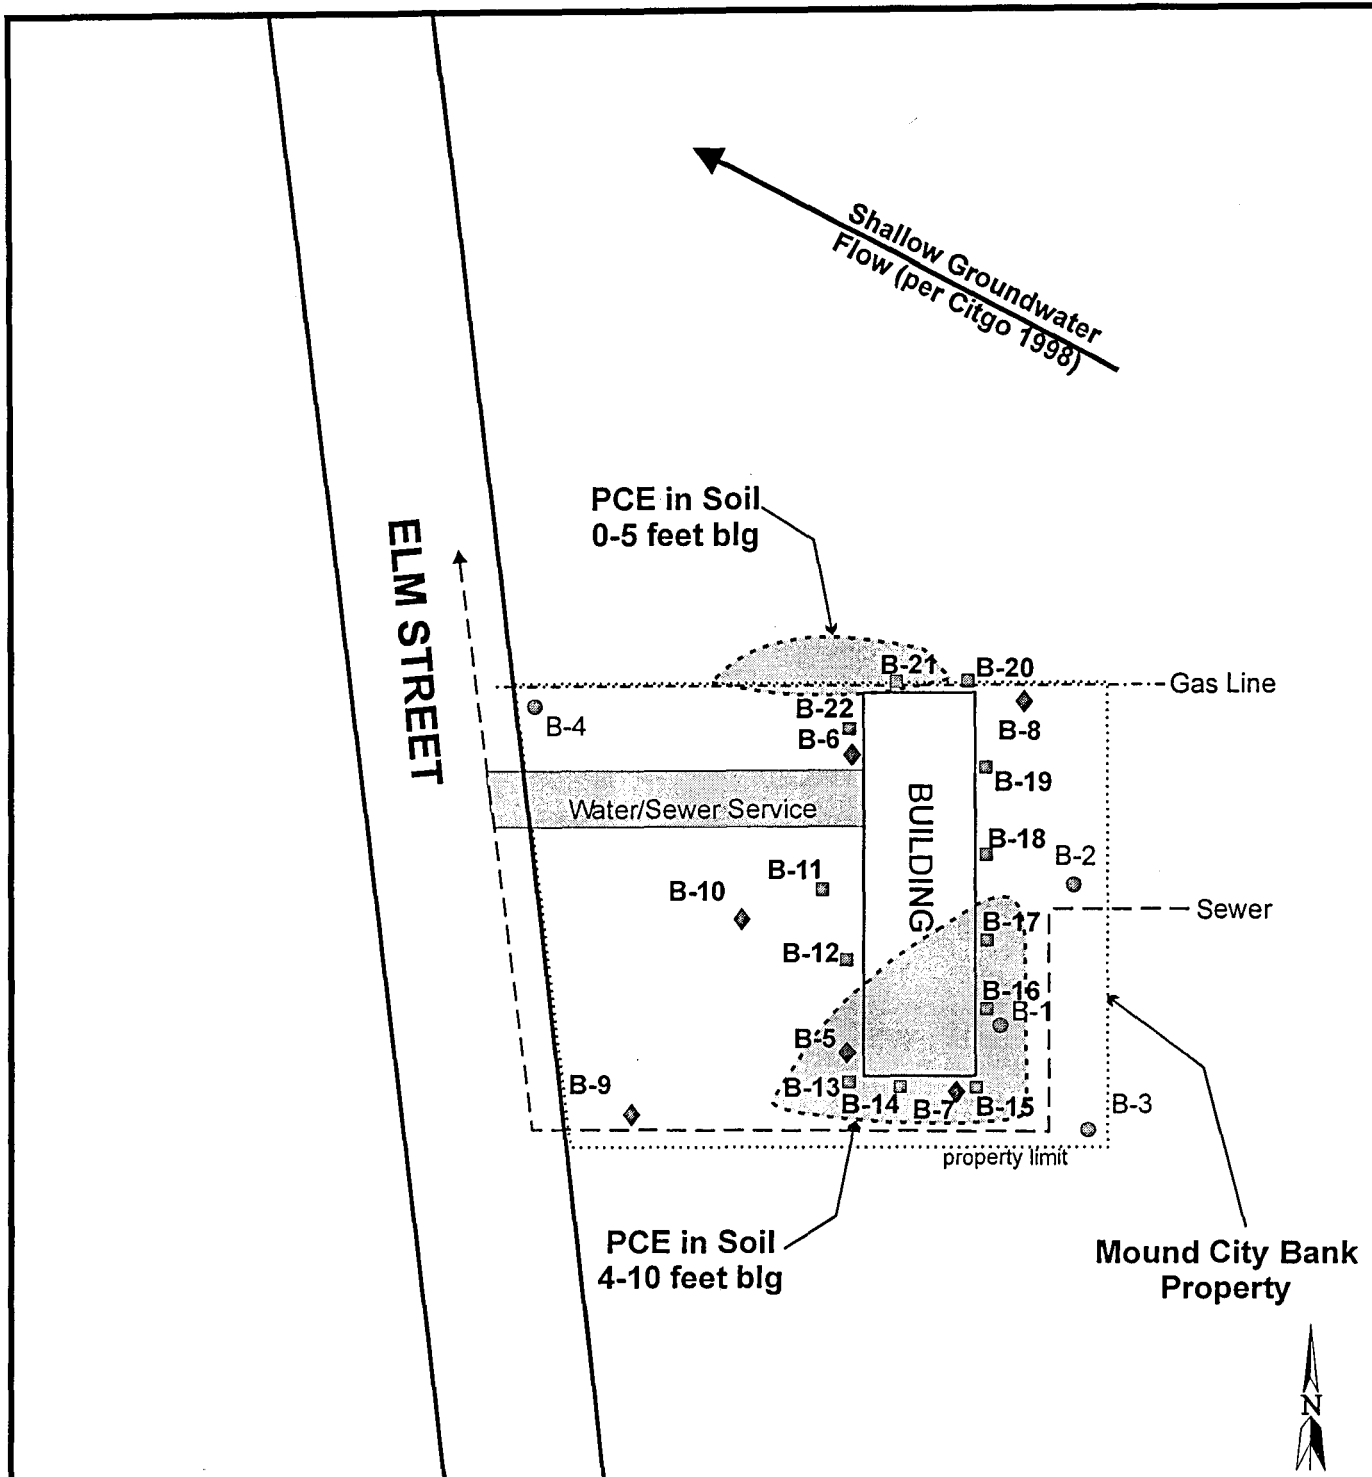 Shallow Groundwater
Flow (per Citgo 1998)
PCE in Soil
0-5 feet blg
ELM STREET
B-21
B-20
Gas Line
B-4
B-22
B-6
B-8
B-19
Water/Sewer Service
BUILDING
B-18
B-2
B-11
B-10
Sewer
B-17
B-12
B-16
B-1
B-5
B-13
B-14
B-7
B-15
B-9
B-3
property limit
PCE in Soil
4-10 feet blg
Mound City Bank
Property
N